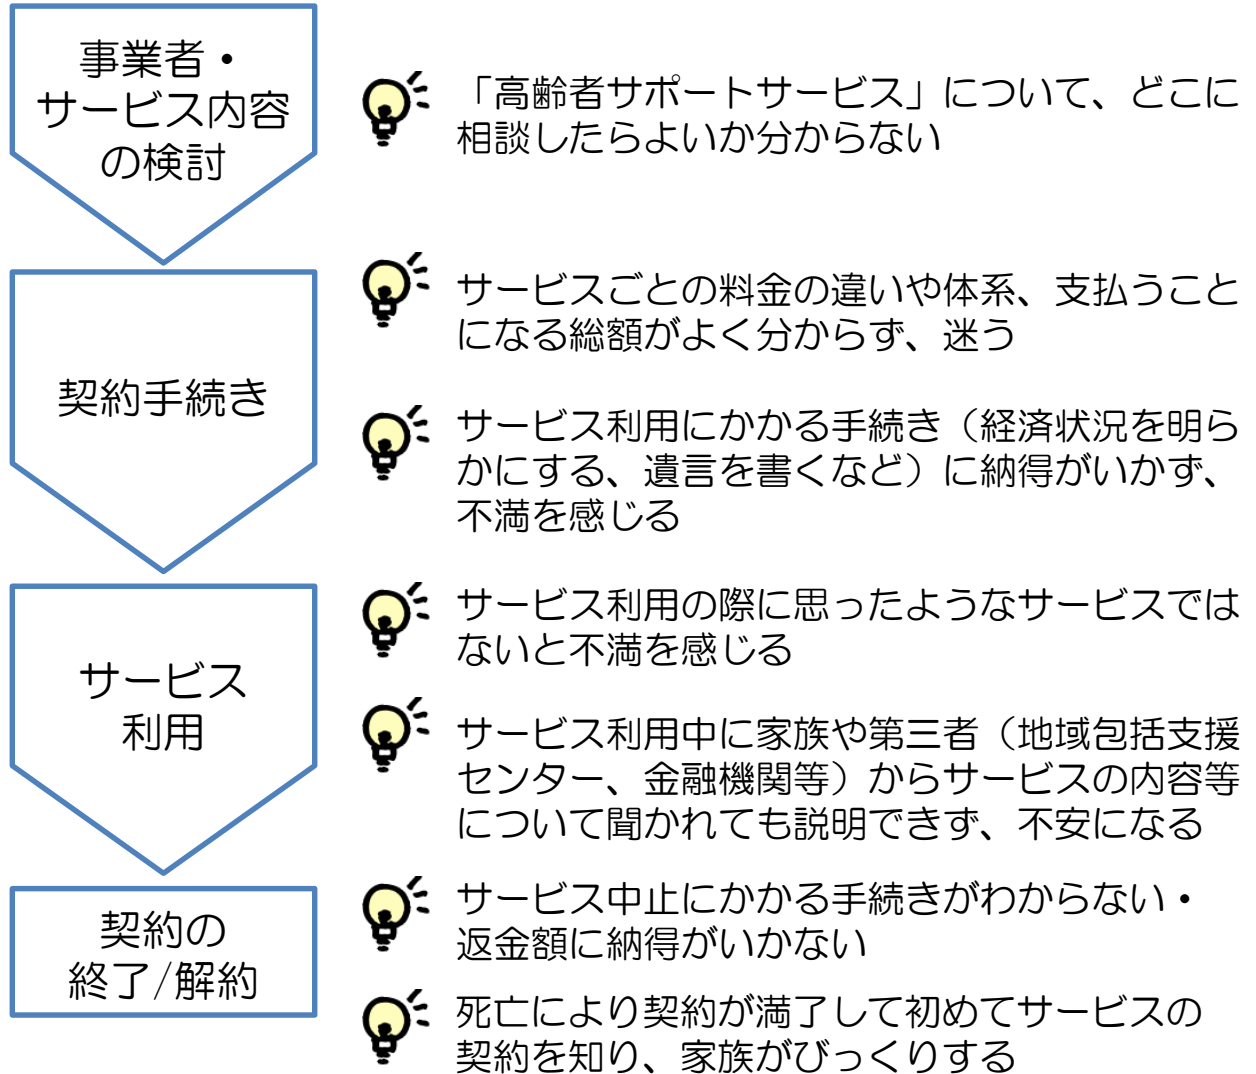 事業者・
サービス内容
の検討
「高齢者サポートサービス」について、どこに
相談したらよいか分からない
契約手続き
サービスごとの料金の違いや体系、支払うこと
になる総額がよく分からず、迷う
サービス利用にかかる手続き（経済状況を明ら
かにする、遺言を書くなど）に納得がいかず、
不満を感じる
サービス
利用
サービス利用の際に思ったようなサービスでは
ないと不満を感じる
サービス利用中に家族や第三者（地域包括支援
センター、金融機関等）からサービスの内容等
について聞かれても説明できず、不安になる
契約の
終了/解約
サービス中止にかかる手続きがわからない・
返金額に納得がいかない
死亡により契約が満了して初めてサービスの
契約を知り、家族がびっくりする